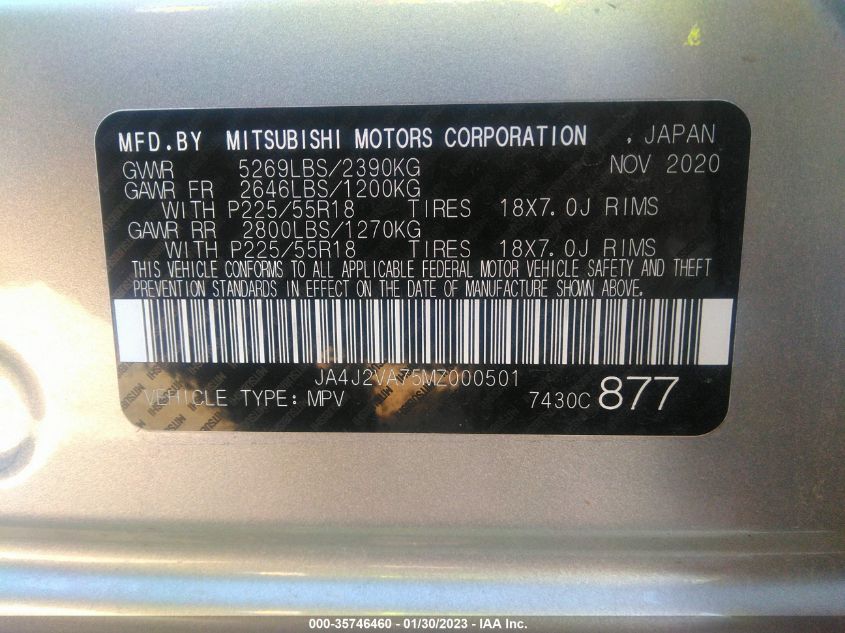 MFD.BY MITSUBISHI MOTORS CORPORATION , JAPAN
GVWR 5269LBS/2390KG NOV 2020
GAWR FR 2646LBS/1200KG
WITH P225/55R18 TIRES 18X7.0J RIMS
GAWR RR 2800LBS/1270KG
WITH P225/55R18 TIRES 18X7.0J RIMS
THIS VEHICLE CONFORMS TO ALL APPLICABLE FEDERAL MOTOR VEHICLE SAFETY AND THEFT
PREVENTION STANDARDS IN EFFECT ON THE DATE OF MANUFACTURE SHOWN ABOVE.
JA4J2VA75MZ000501
VEHICLE TYPE: MPV 7430C 877
000-35746460 - 01/30/2023 - IAA Inc.